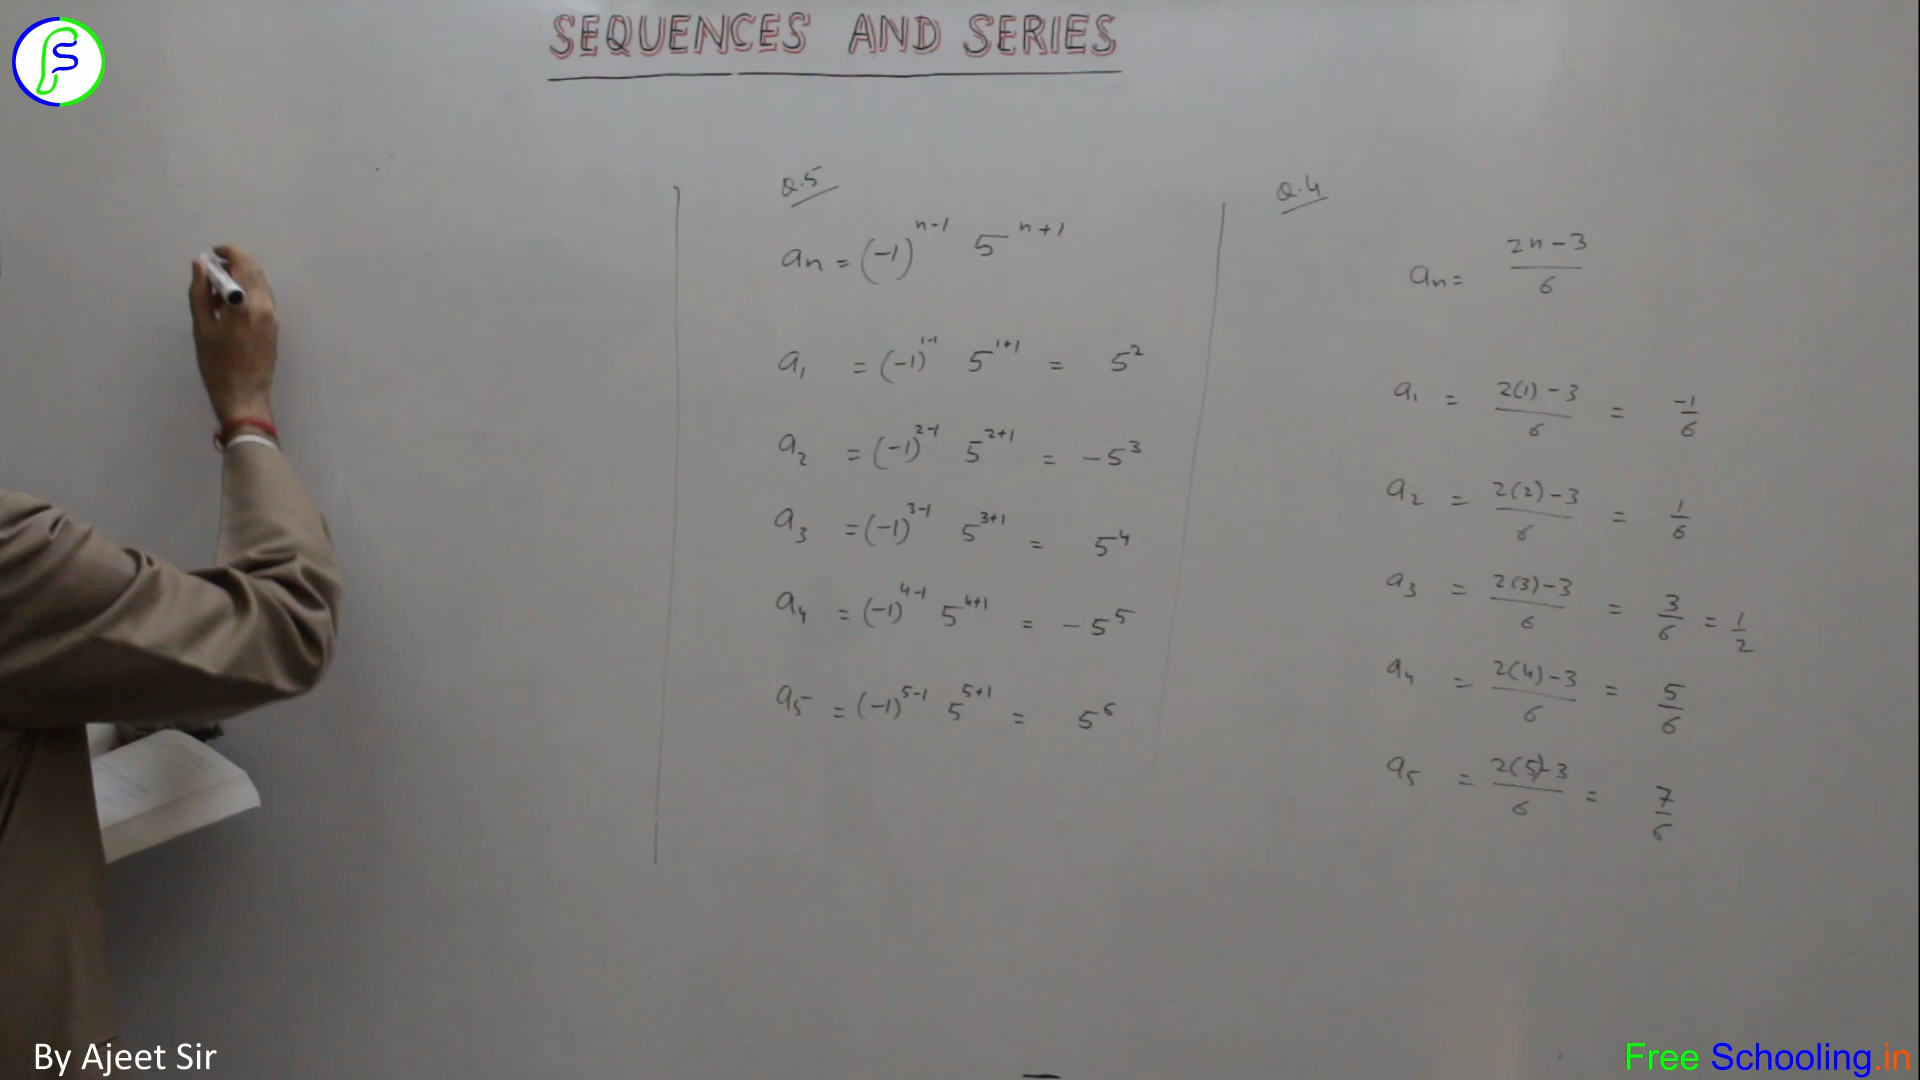 SEQUENCES AND SERIES
Q.5
aₙ = (-1)ⁿ⁻¹ 5ⁿ⁺¹
a₁ = (-1)¹⁻¹ 5¹⁺¹ = 5²
a₂ = (-1)²⁻¹ 5²⁺¹ = -5³
a₃ = (-1)³⁻¹ 5³⁺¹ = 5⁴
a₄ = (-1)⁴⁻¹ 5⁴⁺¹ = -5⁵
a₅ = (-1)⁵⁻¹ 5⁵⁺¹ = 5⁶
Q.4
aₙ = (2n-3)/6
a₁ = (2(1)-3)/6 = -1/6
a₂ = (2(2)-3)/6 = 1/6
a₃ = (2(3)-3)/6 = 3/6 = 1/2
a₄ = (2(4)-3)/6 = 5/6
a₅ = (2(5)-3)/6 = 7/6
By Ajeet Sir
Free Schooling.in